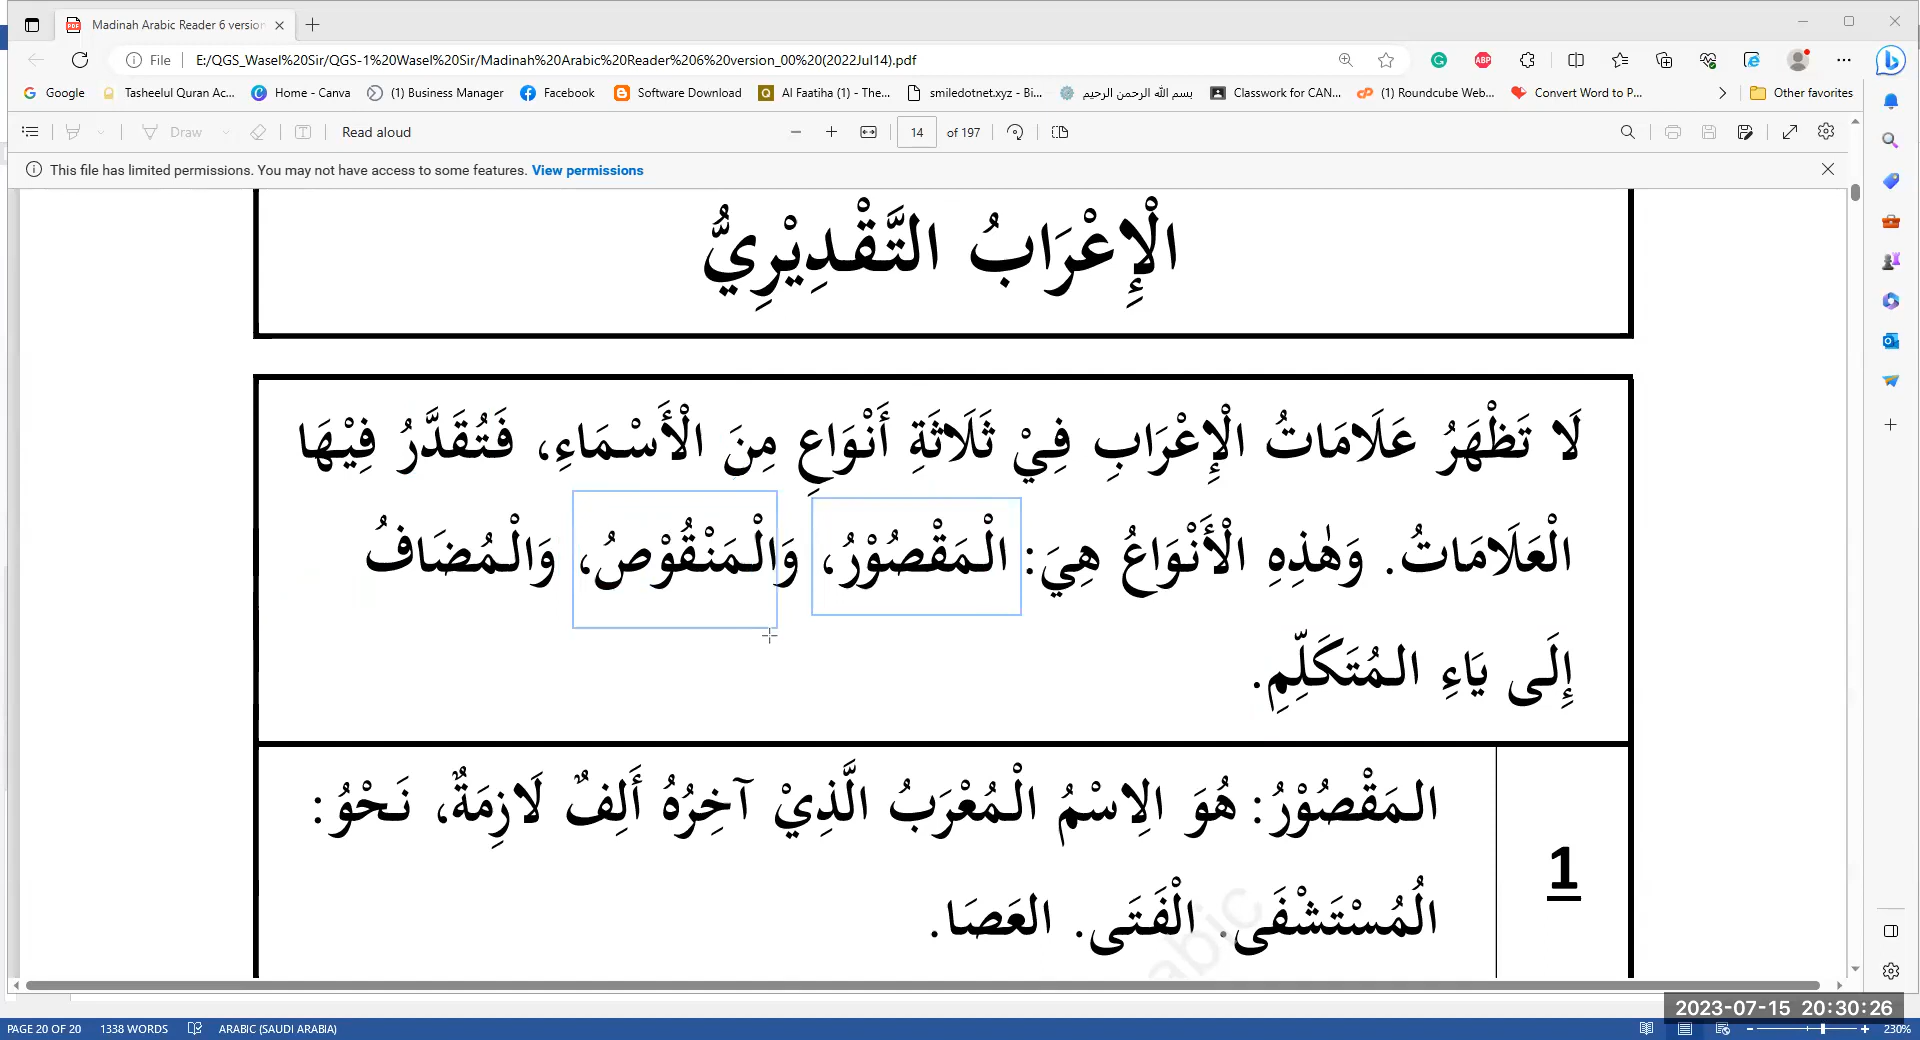 Madinah Arabic Reader 6 version
File E:/QGS_Wasel%20Sir/QGS-1%20Wasel%20Sir/Madinah%20Arabic%20Reader%206%20version_00%20(2022Jul14).pdf
Google Tasheelul Quran Ac... Home - Canva (1) Business Manager Facebook Software Download Al Faatiha (1) - The... smiledotnet.xyz - Bi... بسم الله الرحمن الرحيم Classwork for CAN... (1) Roundcube Web... Convert Word to P... Other favorites
Draw Read aloud 14 of 197
This file has limited permissions. You may not have access to some features. View permissions
الْإِعْرَابُ التَّقْدِيْرِيُّ
لَا تَظْهَرُ عَلَامَاتُ الْإِعْرَابِ فِيْ ثَلَاثَةِ أَنْوَاعٍ مِنَ الْأَسْمَاءِ، فَتُقَدَّرُ فِيْهَا
الْعَلَامَاتُ. وَهٰذِهِ الْأَنْوَاعُ هِيَ: الْمَقْصُوْرُ، وَالْمَنْقُوْصُ، وَالْمُضَافُ
إِلَى يَاءِ الـمُتَكَلِّمِ.
1
الـمَقْصُوْرُ: هُوَ الِاسْمُ الْمُعْرَبُ الَّذِيْ آخِرُهُ أَلِفٌ لَازِمَةٌ، نَحْوُ:
الْمُسْتَشْفَى. الْفَتَى. العَصَا.
2023-07-15 20:30:26
PAGE 20 OF 20 1338 WORDS ARABIC (SAUDI ARABIA) 230%